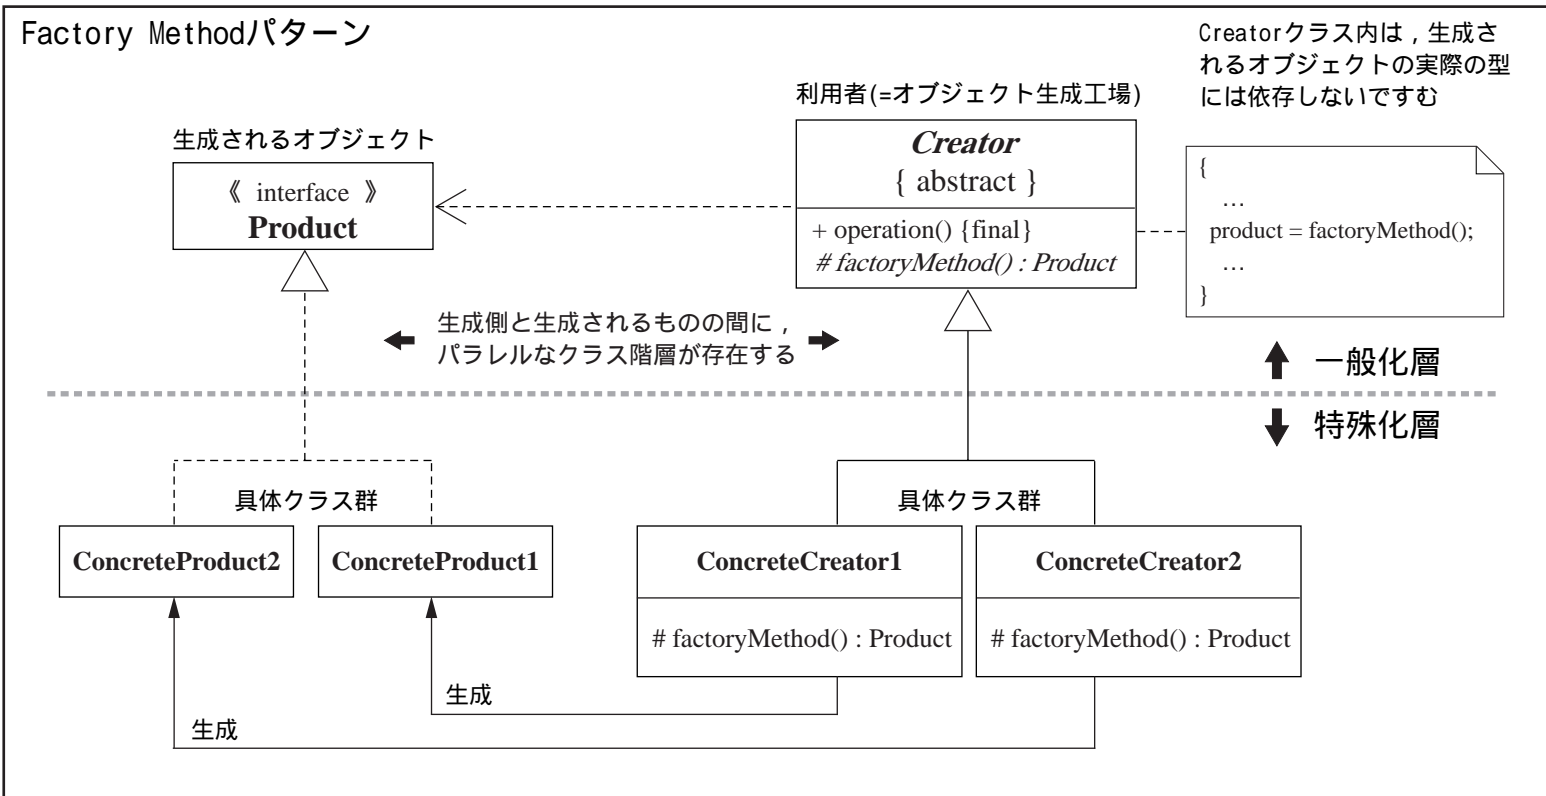 Factory Methodパターン
Creatorクラス内は，生成さ
れるオブジェクトの実際の型
には依存しないですむ
利用者(=オブジェクト生成工場)
生成されるオブジェクト
《 interface 》
Product
Creator
{ abstract }
+ operation() {final}
# factoryMethod() : Product
{
…
product = factoryMethod();
…
}
生成側と生成されるものの間に，
パラレルなクラス階層が存在する
一般化層
特殊化層
具体クラス群
具体クラス群
ConcreteProduct2
ConcreteProduct1
ConcreteCreator1
# factoryMethod() : Product
ConcreteCreator2
# factoryMethod() : Product
生成
生成